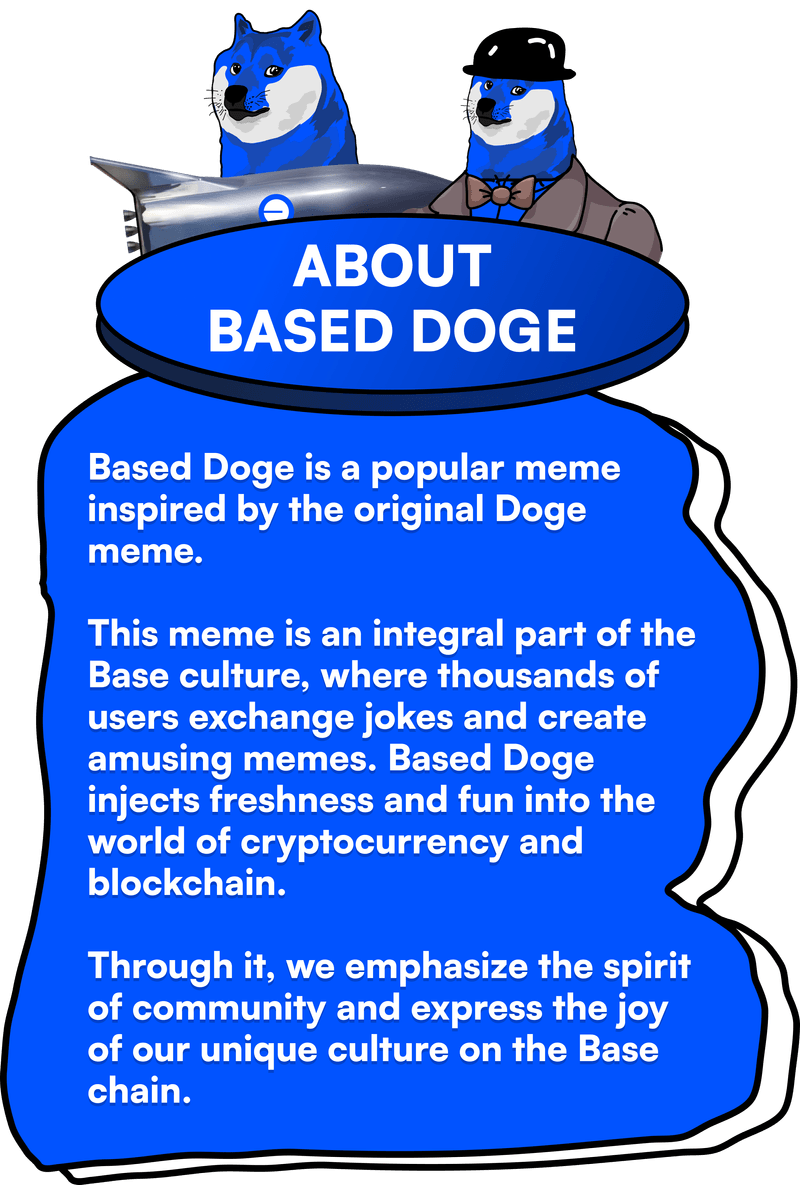 ABOUT
BASED DOGE
Based Doge is a popular meme
inspired by the original Doge
meme.
This meme is an integral part of the
Base culture, where thousands of
users exchange jokes and create
amusing memes. Based Doge
injects freshness and fun into the
world of cryptocurrency and
blockchain.
Through it, we emphasize the spirit
of community and express the joy
of our unique culture on the Base
chain.